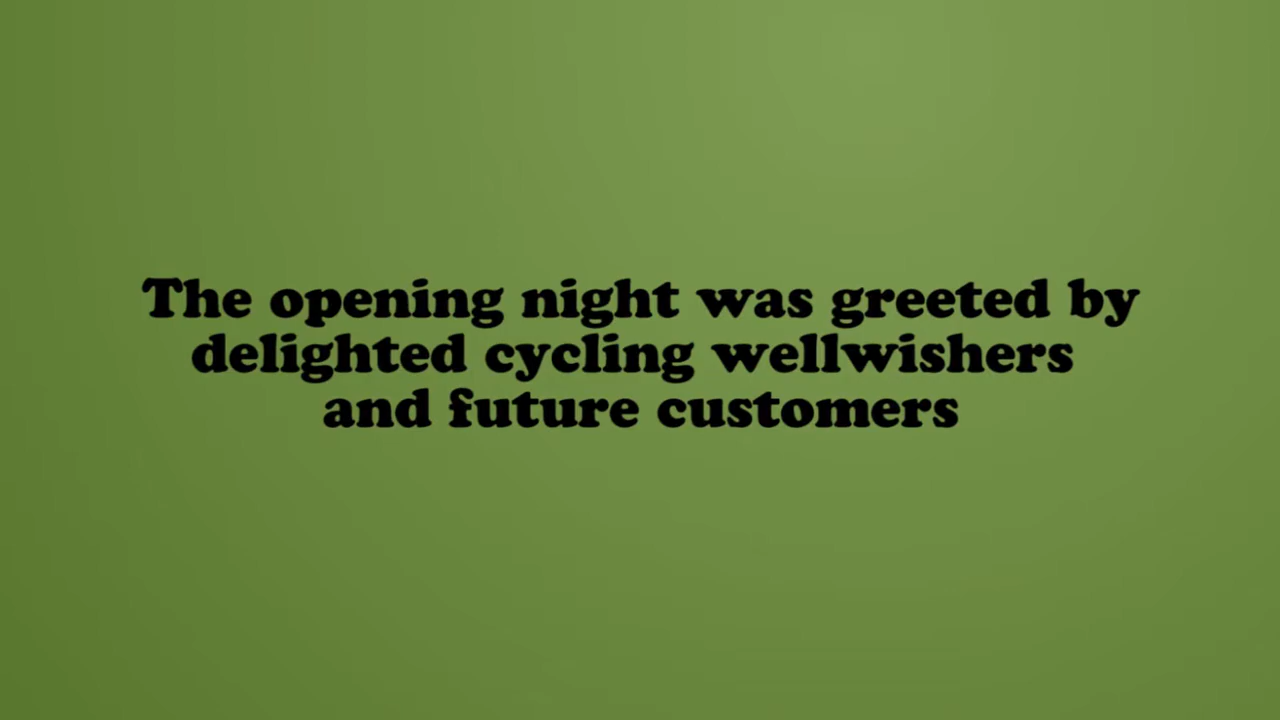 The opening night was greeted by
delighted cycling wellwishers
and future customers